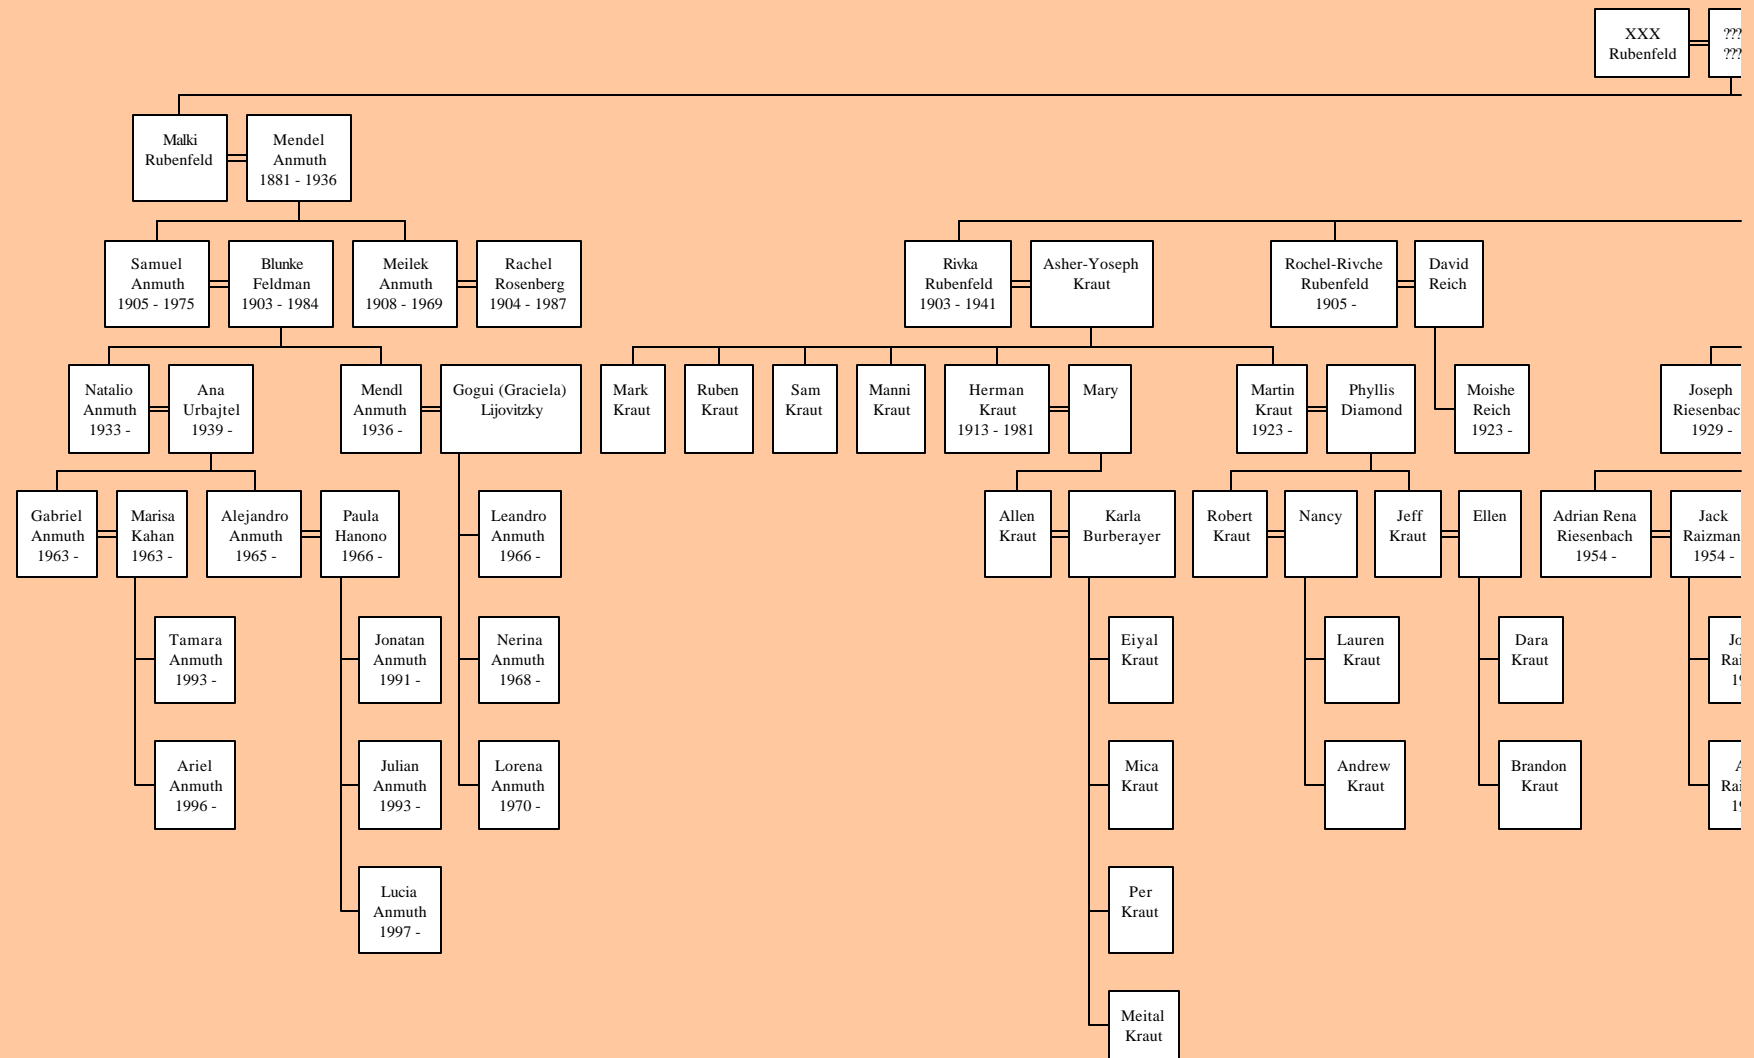 XXX
Rubenfeld
???
???
Malki
Rubenfeld
Mendel
Anmuth
1881 - 1936
Samuel
Anmuth
1905 - 1975
Blunke
Feldman
1903 - 1984
Meilek
Anmuth
1908 - 1969
Rachel
Rosenberg
1904 - 1987
Rivka
Rubenfeld
1903 - 1941
Asher-Yoseph
Kraut
Rochel-Rivche
Rubenfeld
1905 -
David
Reich
Natalio
Anmuth
1933 -
Ana
Urbajtel
1939 -
Mendl
Anmuth
1936 -
Gogui (Graciela)
Lijovitzky
Mark
Kraut
Ruben
Kraut
Sam
Kraut
Manni
Kraut
Herman
Kraut
1913 - 1981
Mary
Martin
Kraut
1923 -
Phyllis
Diamond
Moishe
Reich
1923 -
Joseph
Riesenbac
1929 -
Gabriel
Anmuth
1963 -
Marisa
Kahan
1963 -
Alejandro
Anmuth
1965 -
Paula
Hanono
1966 -
Leandro
Anmuth
1966 -
Allen
Kraut
Karla
Burberayer
Robert
Kraut
Nancy
Jeff
Kraut
Ellen
Adrian Rena
Riesenbach
1954 -
Jack
Raizman
1954 -
Tamara
Anmuth
1993 -
Jonatan
Anmuth
1991 -
Nerina
Anmuth
1968 -
Eiyal
Kraut
Lauren
Kraut
Dara
Kraut
Jo
Rai
Ariel
Anmuth
1996 -
Julian
Anmuth
1993 -
Lorena
Anmuth
1970 -
Mica
Kraut
Andrew
Kraut
Brandon
Kraut
Rai
Lucia
Anmuth
1997 -
Per
Kraut
Meital
Kraut